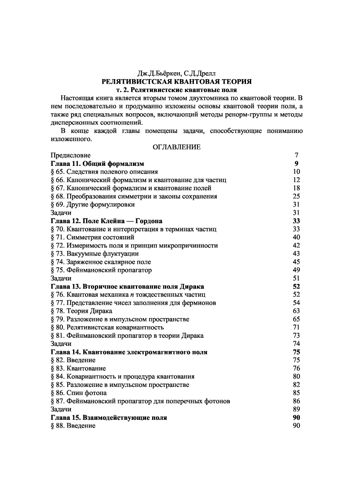 Дж.Д.Бьёркен, С.Д.Дрелл
РЕЛЯТИВИСТСКАЯ КВАНТОВАЯ ТЕОРИЯ
т. 2. Релятивистские квантовые поля
Настоящая книга является вторым томом двухтомника по квантовой теории. В
нем последовательно и продуманно изложены основы квантовой теории поля, а
также ряд специальных вопросов, включающий методы ренорм-группы и методы
дисперсионных соотношений.
В конце каждой главы помещены задачи, способствующие пониманию
изложенного.
ОГЛАВЛЕНИЕ
Предисловие 7
Глава 11. Общий формализм 9
§ 65. Следствия полевого описания 10
§ 66. Канонический формализм и квантование для частиц 12
§ 67. Канонический формализм и квантование полей 18
§ 68. Преобразования симметрии и законы сохранения 25
§ 69. Другие формулировки 31
Задачи 31
Глава 12. Поле Клейна — Гордона 33
§ 70. Квантование и интерпретация в терминах частиц 33
§ 71. Симметрия состояний 40
§ 72. Измеримость поля и принцип микропричинности 42
§ 73. Вакуумные флуктуации 43
§ 74. Заряженное скалярное поле 45
§ 75. Фейнмановский пропагатор 49
Задачи 51
Глава 13. Вторичное квантование поля Дирака 52
§ 76. Квантовая механика n тождественных частиц 52
§ 77. Представление чисел заполнения для фермионов 54
§ 78. Теория Дирака 63
§ 79. Разложение в импульсном пространстве 65
§ 80. Релятивистская ковариантность 71
§ 81. Фейнмановский пропагатор в теории Дирака 73
Задачи 74
Глава 14. Квантование электромагнитного поля 75
§ 82. Введение 75
§ 83. Квантование 76
§ 84. Ковариантность и процедура квантования 80
§ 85. Разложение в импульсном пространстве 82
§ 86. Спин фотона 85
§ 87. Фейнмановский пропагатор для поперечных фотонов 86
Задачи 89
Глава 15. Взаимодействующие поля 90
§ 88. Введение 90